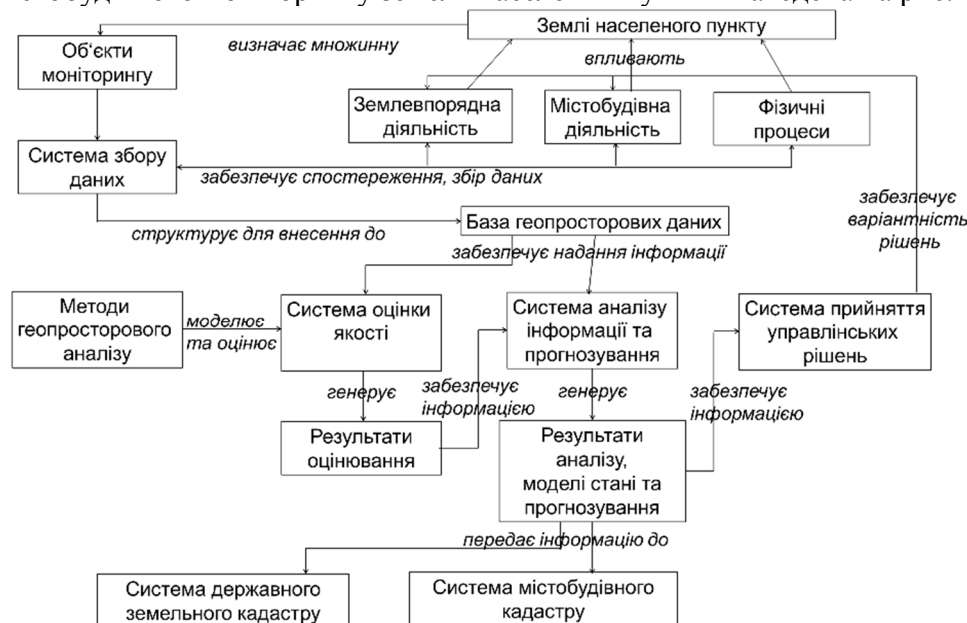 Землі населеного пункту
визначає множинну
Об‘єкти
моніторингу
впливають
Землевпорядна
діяльність
Містобудівна
діяльність
Фізичні
процеси
Система збору
даних
забезпечує спостереження, збір даних
забезпечує
варіантність
рішень
База геопросторових даних
структурує для внесення до
забезпечує надання інформації
Методи
геопросторового
аналізу
моделює
та оцінює
Система оцінки
якості
Система аналізу
інформації та
прогнозування
Система прийняття
управлінських
рішень
генерує
забезпечує
інформацією
генерує
забезпечує
інформацією
Результати
оцінювання
Результати
аналізу,
моделі стані та
прогнозування
передає інформацію до
Система державного
земельного кадастру
Система містобудівного
кадастру